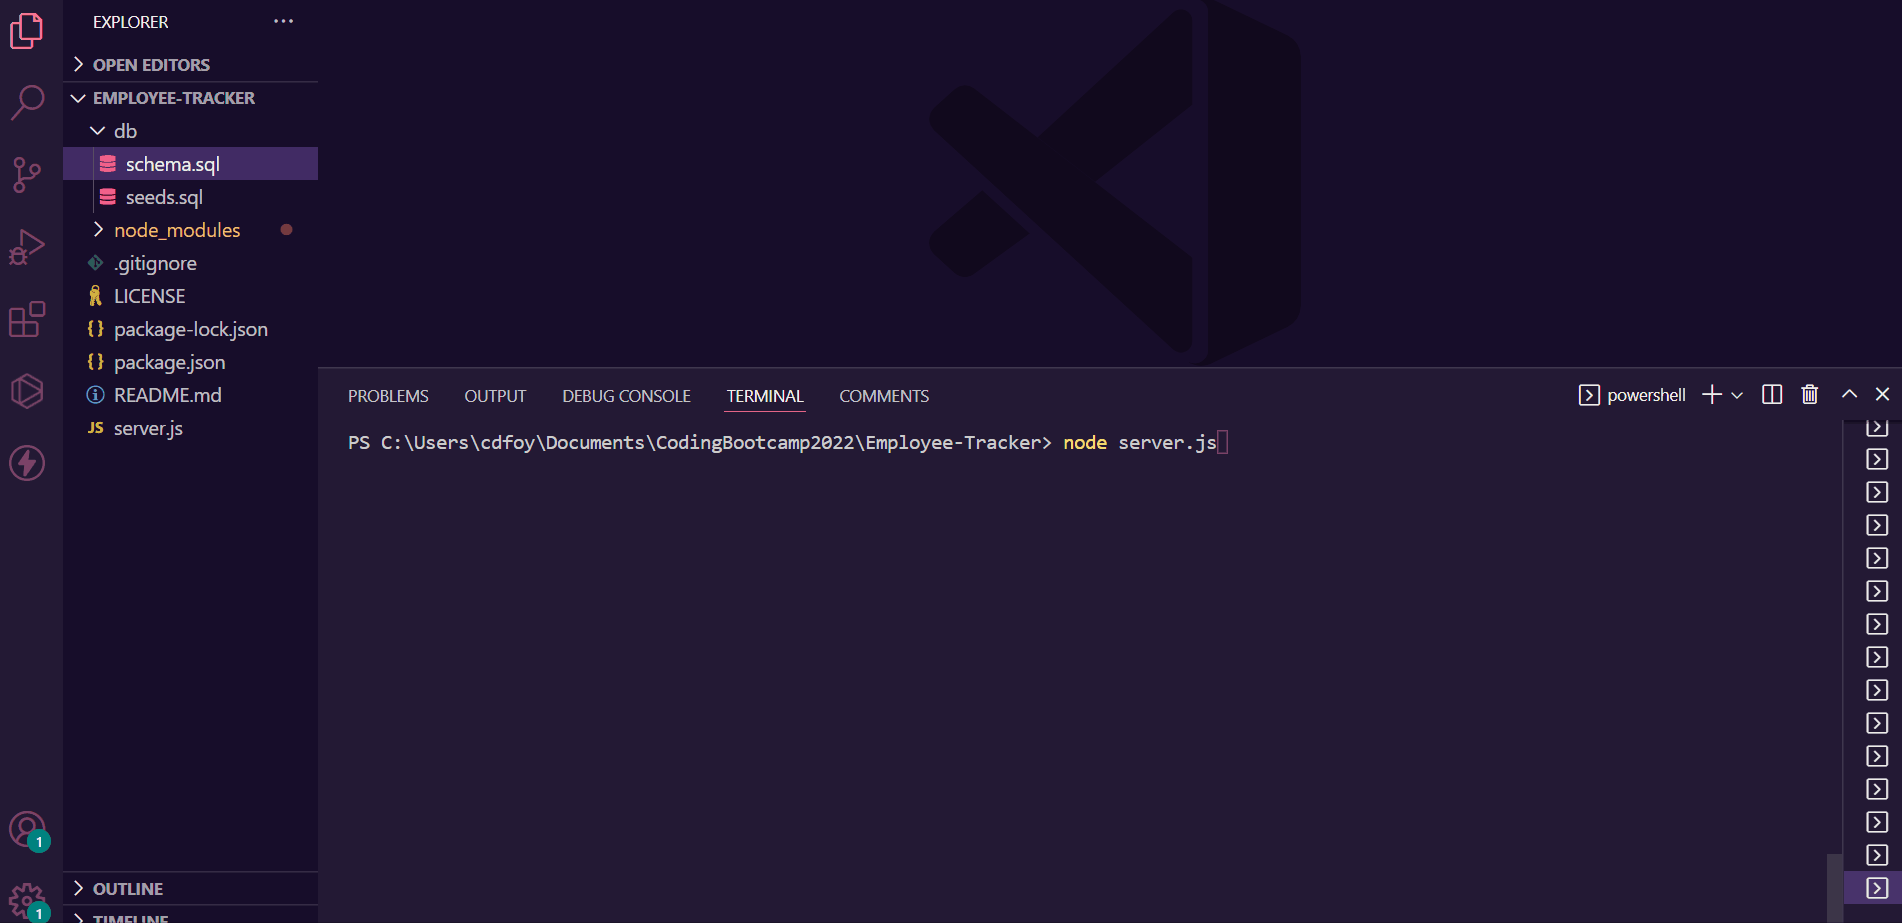 EXPLORER
OPEN EDITORS
EMPLOYEE-TRACKER
db
schema.sql
seeds.sql
node_modules
.gitignore
LICENSE
package-lock.json
package.json
README.md
JS server.js
1
OUTLINE
1
TIMELINE
PROBLEMS OUTPUT DEBUG CONSOLE TERMINAL COMMENTS powershell
PS C:\Users\cdfoy\Documents\CodingBootcamp2022\Employee-Tracker> node server.js